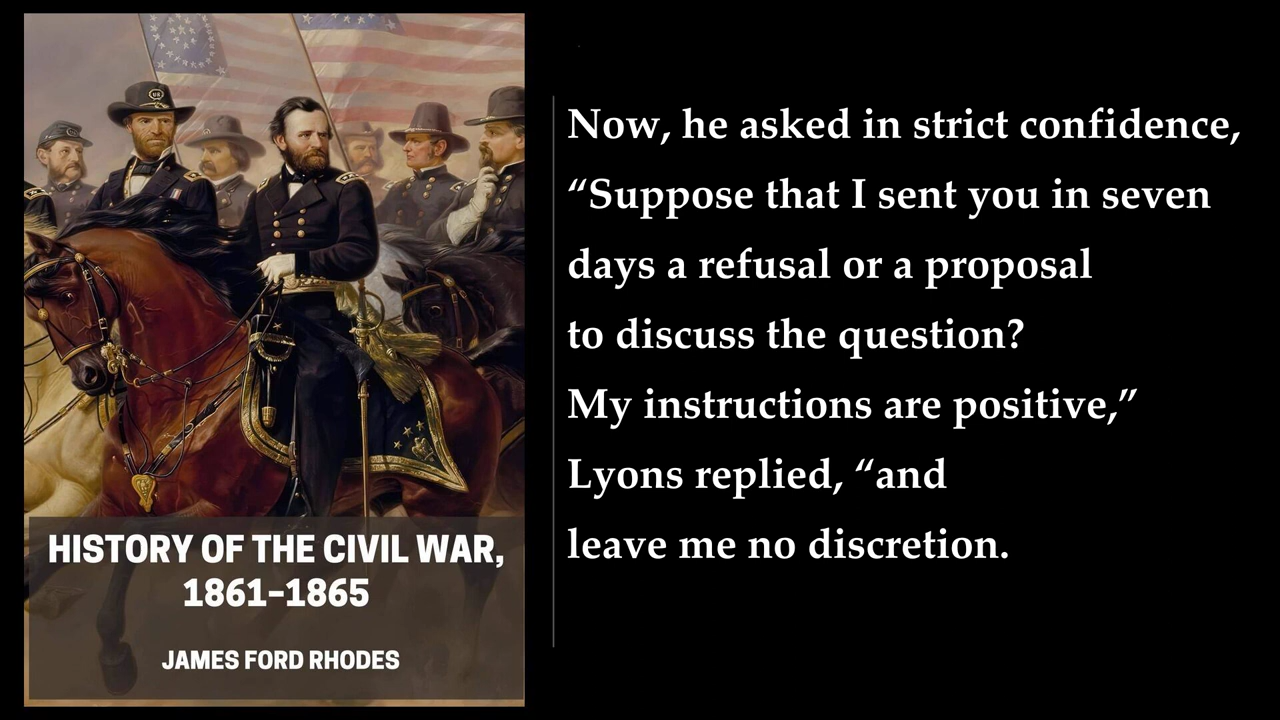 HISTORY OF THE CIVIL WAR,
1861–1865
JAMES FORD RHODES
Now, he asked in strict confidence,
“Suppose that I sent you in seven
days a refusal or a proposal
to discuss the question?
My instructions are positive,”
Lyons replied, “and
leave me no discretion.